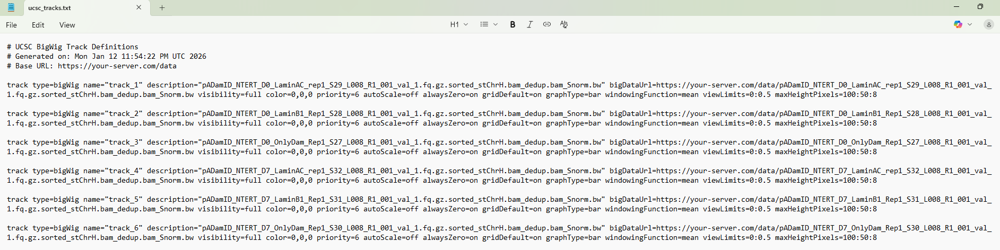 ucsc_tracks.txt
File Edit View H1 B I
# UCSC BigWig Track Definitions
# Generated on: Mon Jan 12 11:54:22 PM UTC 2026
# Base URL: https://your-server.com/data
track type=bigWig name="track_1" description="pADamID_NTERT_D0_LaminAC_rep1_S29_L008_R1_001_val_1.fq.gz.sorted_stChrH.bam_dedup.bam_Snorm.bw" bigDataUrl=https://your-server.com/data/pADamID_NTERT_D0_LaminAC_rep1_S29_L008_R1_001_val_
1.fq.gz.sorted_stChrH.bam_dedup.bam_Snorm.bw visibility=full color=0,0,0 priority=6 autoScale=off alwaysZero=on gridDefault=on graphType=bar windowingFunction=mean viewLimits=0:0.5 maxHeightPixels=100:50:8
track type=bigWig name="track_2" description="pADamID_NTERT_D0_LaminB1_Rep1_S28_L008_R1_001_val_1.fq.gz.sorted_stChrH.bam_dedup.bam_Snorm.bw" bigDataUrl=https://your-server.com/data/pADamID_NTERT_D0_LaminB1_Rep1_S28_L008_R1_001_val_
1.fq.gz.sorted_stChrH.bam_dedup.bam_Snorm.bw visibility=full color=0,0,0 priority=6 autoScale=off alwaysZero=on gridDefault=on graphType=bar windowingFunction=mean viewLimits=0:0.5 maxHeightPixels=100:50:8
track type=bigWig name="track_3" description="pADamID_NTERT_D0_OnlyDam_Rep1_S27_L008_R1_001_val_1.fq.gz.sorted_stChrH.bam_dedup.bam_Snorm.bw" bigDataUrl=https://your-server.com/data/pADamID_NTERT_D0_OnlyDam_Rep1_S27_L008_R1_001_val_
1.fq.gz.sorted_stChrH.bam_dedup.bam_Snorm.bw visibility=full color=0,0,0 priority=6 autoScale=off alwaysZero=on gridDefault=on graphType=bar windowingFunction=mean viewLimits=0:0.5 maxHeightPixels=100:50:8
track type=bigWig name="track_4" description="pADamID_NTERT_D7_LaminAC_rep1_S32_L008_R1_001_val_1.fq.gz.sorted_stChrH.bam_dedup.bam_Snorm.bw" bigDataUrl=https://your-server.com/data/pADamID_NTERT_D7_LaminAC_rep1_S32_L008_R1_001_val_
1.fq.gz.sorted_stChrH.bam_dedup.bam_Snorm.bw visibility=full color=0,0,0 priority=6 autoScale=off alwaysZero=on gridDefault=on graphType=bar windowingFunction=mean viewLimits=0:0.5 maxHeightPixels=100:50:8
track type=bigWig name="track_5" description="pADamID_NTERT_D7_LaminB1_Rep1_S31_L008_R1_001_val_1.fq.gz.sorted_stChrH.bam_dedup.bam_Snorm.bw" bigDataUrl=https://your-server.com/data/pADamID_NTERT_D7_LaminB1_Rep1_S31_L008_R1_001_val_
1.fq.gz.sorted_stChrH.bam_dedup.bam_Snorm.bw visibility=full color=0,0,0 priority=6 autoScale=off alwaysZero=on gridDefault=on graphType=bar windowingFunction=mean viewLimits=0:0.5 maxHeightPixels=100:50:8
track type=bigWig name="track_6" description="pADamID_NTERT_D7_OnlyDam_Rep1_S30_L008_R1_001_val_1.fq.gz.sorted_stChrH.bam_dedup.bam_Snorm.bw" bigDataUrl=https://your-server.com/data/pADamID_NTERT_D7_OnlyDam_Rep1_S30_L008_R1_001_val_
1.fq.gz.sorted_stChrH.bam_dedup.bam_Snorm.bw visibility=full color=0,0,0 priority=6 autoScale=off alwaysZero=on gridDefault=on graphType=bar windowingFunction=mean viewLimits=0:0.5 maxHeightPixels=100:50:8